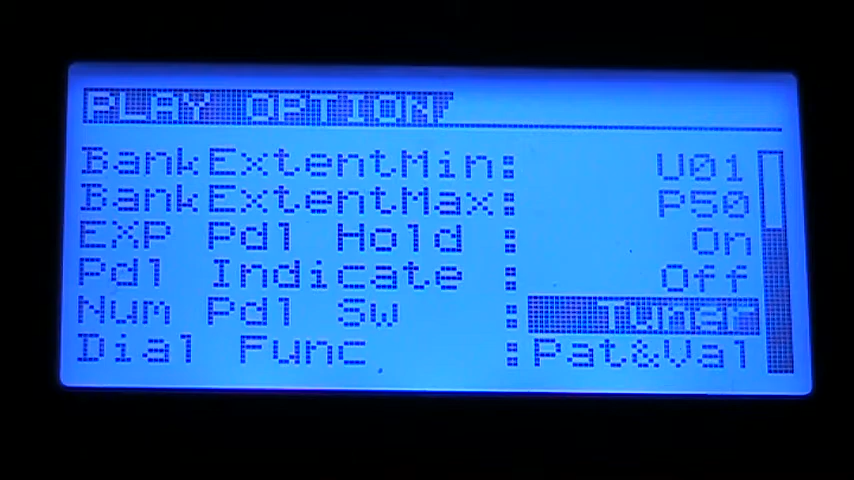 PLAY OPTION
BankExtentMin: U01
BankExtentMax: P50
EXP Pdl Hold : On
Pdl Indicate : Off
Num Pdl Sw : Tuner
Dial Func : Pat&Val